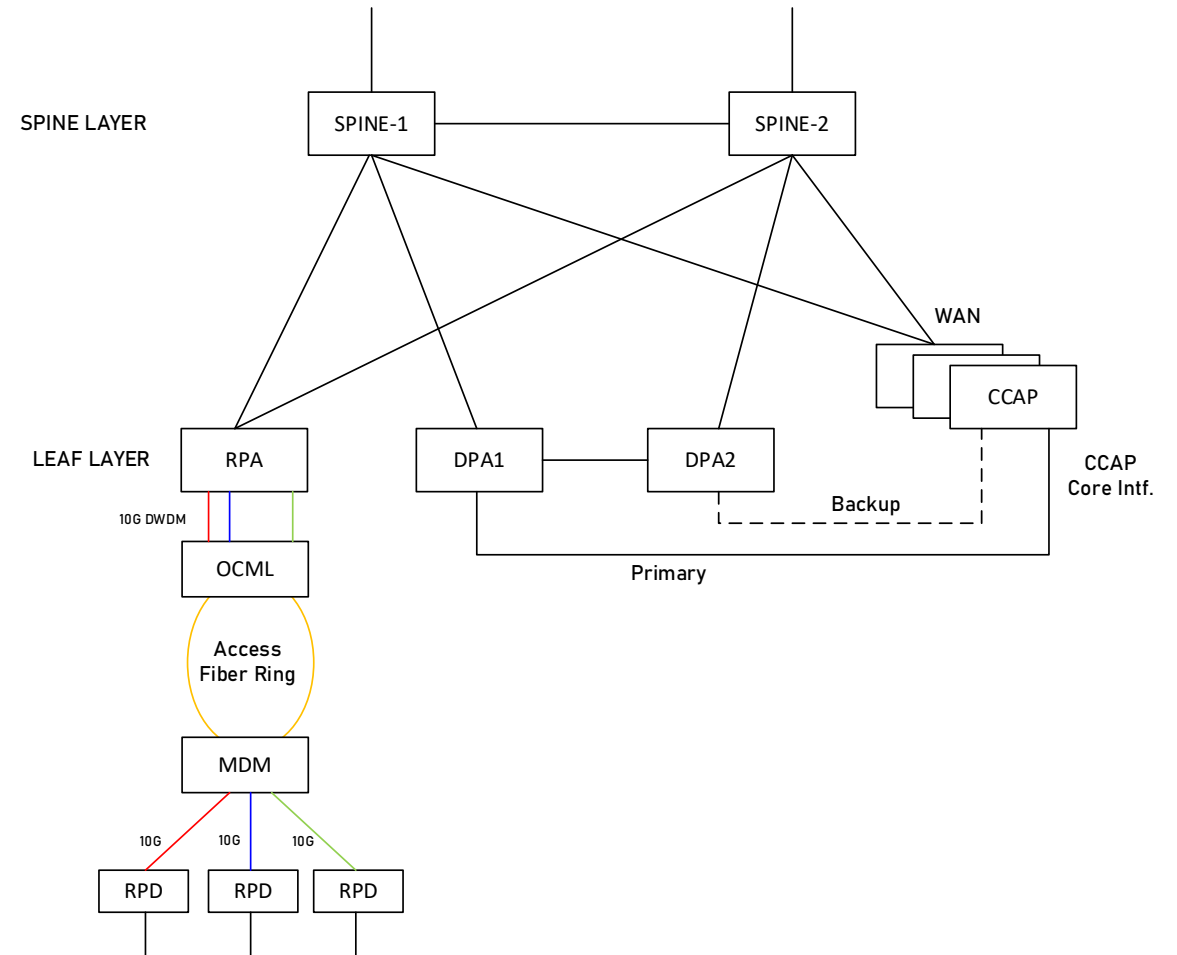 SPINE LAYER
SPINE-1
SPINE-2
WAN
CCAP
LEAF LAYER
RPA
DPA1
DPA2
CCAP
Core Intf.
Backup
10G DWDM
OCML
Primary
Access
Fiber Ring
MDM
10G
10G
10G
RPD
RPD
RPD